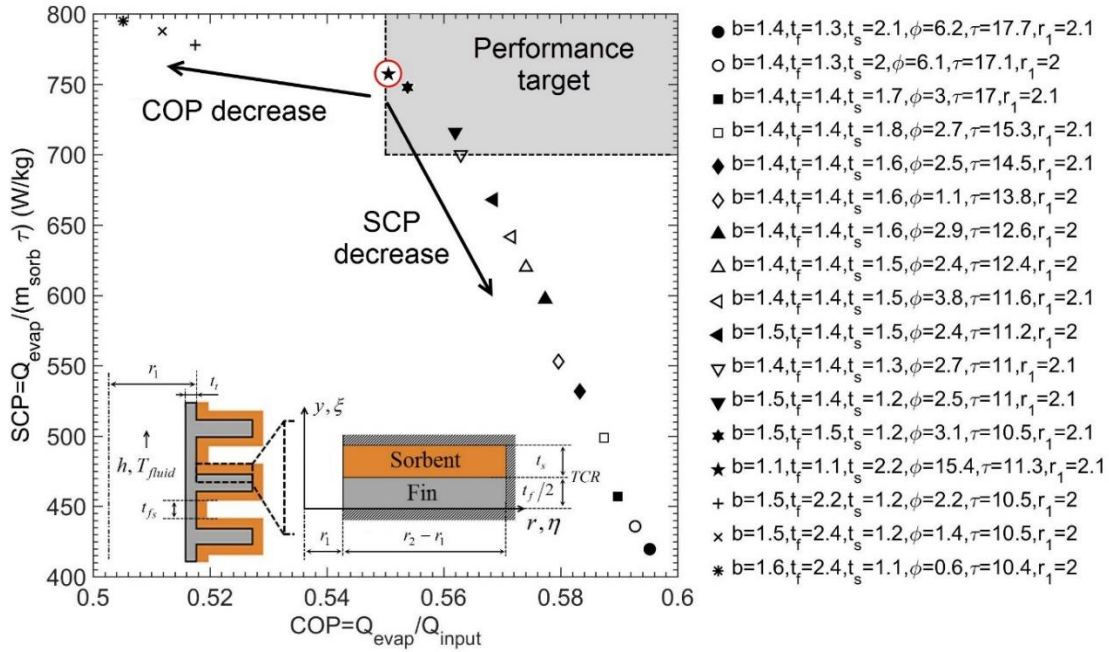 SCP=Q_evap/(m_sorb τ) (W/kg)
800
750
700
650
600
550
500
450
400
0.5
0.52
0.54
0.56
0.58
0.6
COP=Q_evap/Q_input
Performance
target
COP decrease
SCP
decrease
r_1
t_t
h, T_fluid
t_fs
y, ξ
Sorbent
Fin
t_s
TCR
t_f/2
r, η
r_1
r_2 − r_1
b=1.4,t_f=1.3,t_s=2.1,ϕ=6.2,τ=17.7,r_1=2.1
b=1.4,t_f=1.3,t_s=2,ϕ=6.1,τ=17.1,r_1=2
b=1.4,t_f=1.4,t_s=1.7,ϕ=3,τ=17,r_1=2.1
b=1.4,t_f=1.4,t_s=1.8,ϕ=2.7,τ=15.3,r_1=2.1
b=1.4,t_f=1.4,t_s=1.6,ϕ=2.5,τ=14.5,r_1=2.1
b=1.4,t_f=1.4,t_s=1.6,ϕ=1.1,τ=13.8,r_1=2
b=1.4,t_f=1.4,t_s=1.6,ϕ=2.9,τ=12.6,r_1=2
b=1.4,t_f=1.4,t_s=1.5,ϕ=2.4,τ=12.4,r_1=2
b=1.4,t_f=1.4,t_s=1.5,ϕ=3.8,τ=11.6,r_1=2.1
b=1.5,t_f=1.4,t_s=1.5,ϕ=2.4,τ=11.2,r_1=2
b=1.4,t_f=1.4,t_s=1.3,ϕ=2.7,τ=11,r_1=2.1
b=1.5,t_f=1.4,t_s=1.2,ϕ=2.5,τ=11,r_1=2.1
b=1.5,t_f=1.5,t_s=1.2,ϕ=3.1,τ=10.5,r_1=2.1
b=1.1,t_f=1.1,t_s=2.2,ϕ=15.4,τ=11.3,r_1=2.1
b=1.5,t_f=2.2,t_s=1.2,ϕ=2.2,τ=10.5,r_1=2
b=1.5,t_f=2.4,t_s=1.2,ϕ=1.4,τ=10.5,r_1=2
b=1.6,t_f=2.4,t_s=1.1,ϕ=0.6,τ=10.4,r_1=2